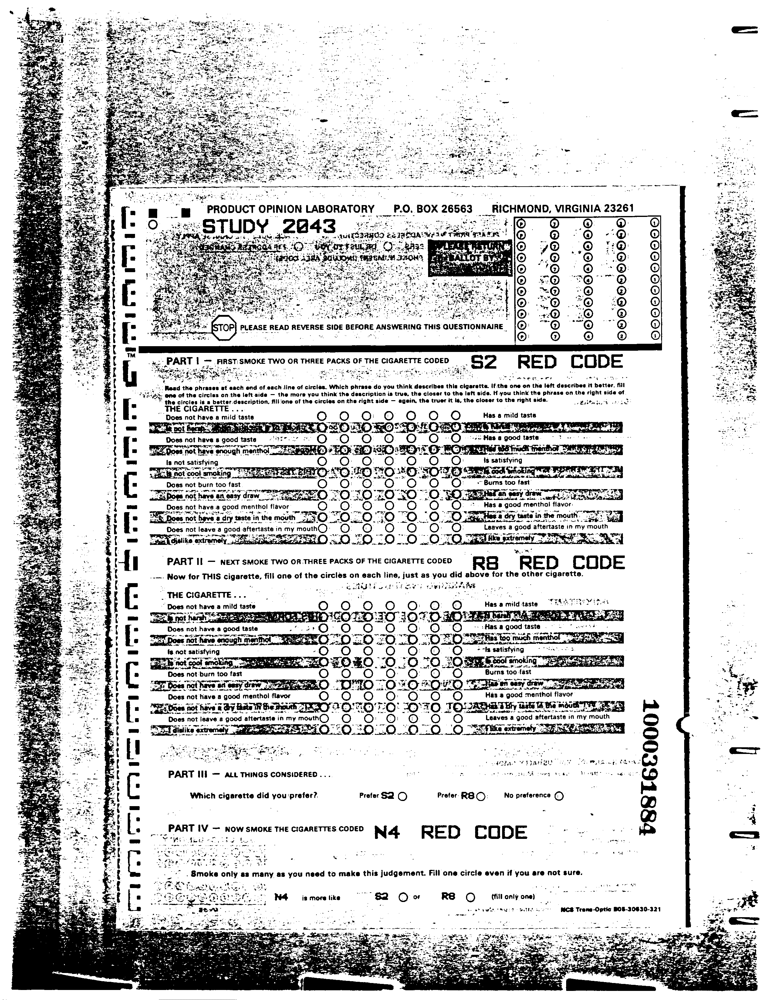 PRODUCT OPINION LABORATORY P.O. BOX 26563 RICHMOND, VIRGINIA 23261
STUDY 2043
PLEASE RETURN
BALLOT BY
STOP PLEASE READ REVERSE SIDE BEFORE ANSWERING THIS QUESTIONNAIRE
PART I — FIRST SMOKE TWO OR THREE PACKS OF THE CIGARETTE CODED S2 RED CODE
Read the phrases at each end of each line of circles. Which phrase do you think describes this cigarette. If the one on the left describes it better, fill
one of the circles on the left side — the more you think the description is true, the closer to the left side. If you think the phrase on the right side of
the circles is a better description, fill one of the circles on the right side — again, the truer it is, the closer to the right side.
THE CIGARETTE . . .
Does not have a mild taste Has a mild taste
Is not harsh Is harsh
Does not have a good taste Has a good taste
Does not have enough menthol Has too much menthol
Is not satisfying Is satisfying
Is not cool smoking Is cool smoking
Does not burn too fast Burns too fast
Does not have an easy draw Has an easy draw
Does not have a good menthol flavor Has a good menthol flavor
Does not have a dry taste in the mouth Has a dry taste in the mouth
Does not leave a good aftertaste in my mouth Leaves a good aftertaste in my mouth
I dislike extremely I like extremely
PART II — NEXT SMOKE TWO OR THREE PACKS OF THE CIGARETTE CODED R8 RED CODE
Now for THIS cigarette, fill one of the circles on each line, just as you did above for the other cigarette.
THE CIGARETTE . . .
Does not have a mild taste Has a mild taste
Is not harsh Is harsh
Does not have a good taste Has a good taste
Does not have enough menthol Has too much menthol
Is not satisfying Is satisfying
Is not cool smoking Is cool smoking
Does not burn too fast Burns too fast
Does not have an easy draw Has an easy draw
Does not have a good menthol flavor Has a good menthol flavor
Does not have a dry taste in the mouth Has a dry taste in the mouth
Does not leave a good aftertaste in my mouth Leaves a good aftertaste in my mouth
I dislike extremely I like extremely
1000391884
PART III — ALL THINGS CONSIDERED . . .
Which cigarette did you prefer? Prefer S2 Prefer R8 No preference
PART IV — NOW SMOKE THE CIGARETTES CODED N4 RED CODE
Smoke only as many as you need to make this judgement. Fill one circle even if you are not sure.
N4 is more like S2 or R8 (fill only one)
NCS Trans-Optic B06-30630-321